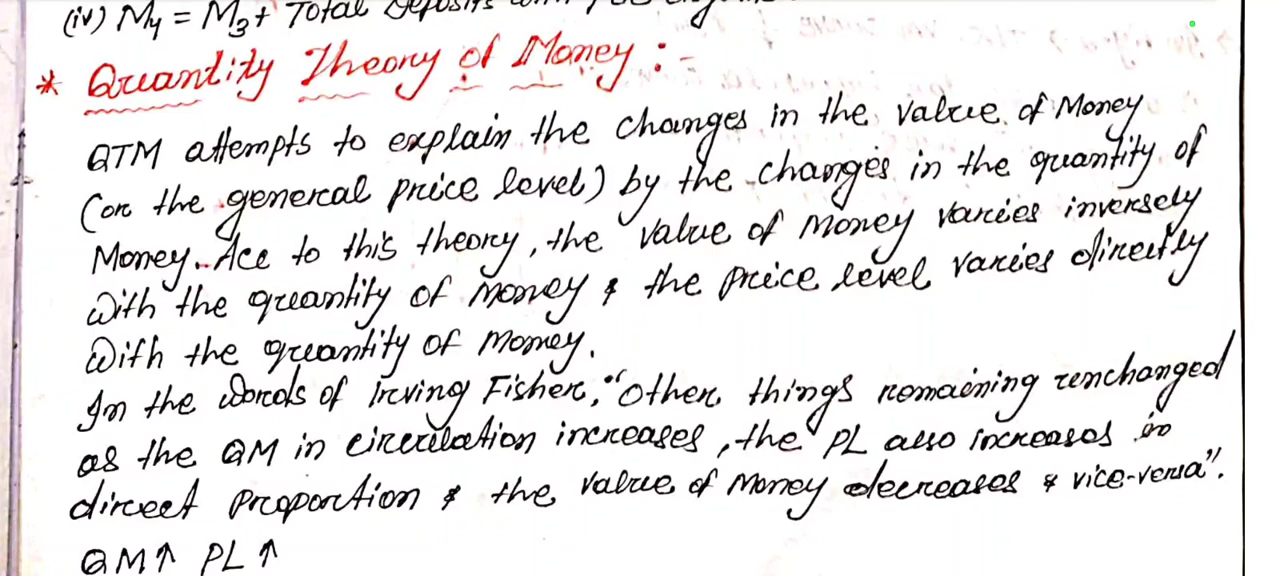 (iv) M4 = M3 + Total Deposits with
* Quantity Theory of Money :-
QTM attempts to explain the changes in the value of Money
(or the general price level) by the changes in the quantity of
Money. Acc to this theory, the value of Money varies inversely
with the quantity of money & the price level varies directly
with the quantity of money.
In the words of Irving Fisher, "Other things remaining unchanged
as the QM in circulation increases, the PL also increases in
direct proportion & the value of money decreases & vice-versa".
QM↑ PL↑